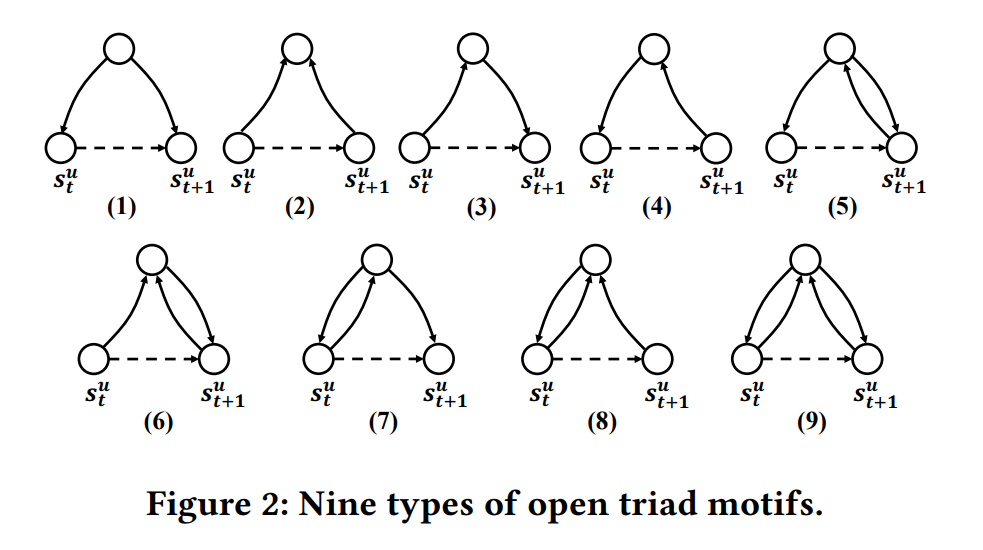 s_t^u s_{t+1}^u s_t^u s_{t+1}^u s_t^u s_{t+1}^u s_t^u s_{t+1}^u s_t^u s_{t+1}^u
(1) (2) (3) (4) (5)
s_t^u s_{t+1}^u s_t^u s_{t+1}^u s_t^u s_{t+1}^u s_t^u s_{t+1}^u
(6) (7) (8) (9)
Figure 2: Nine types of open triad motifs.